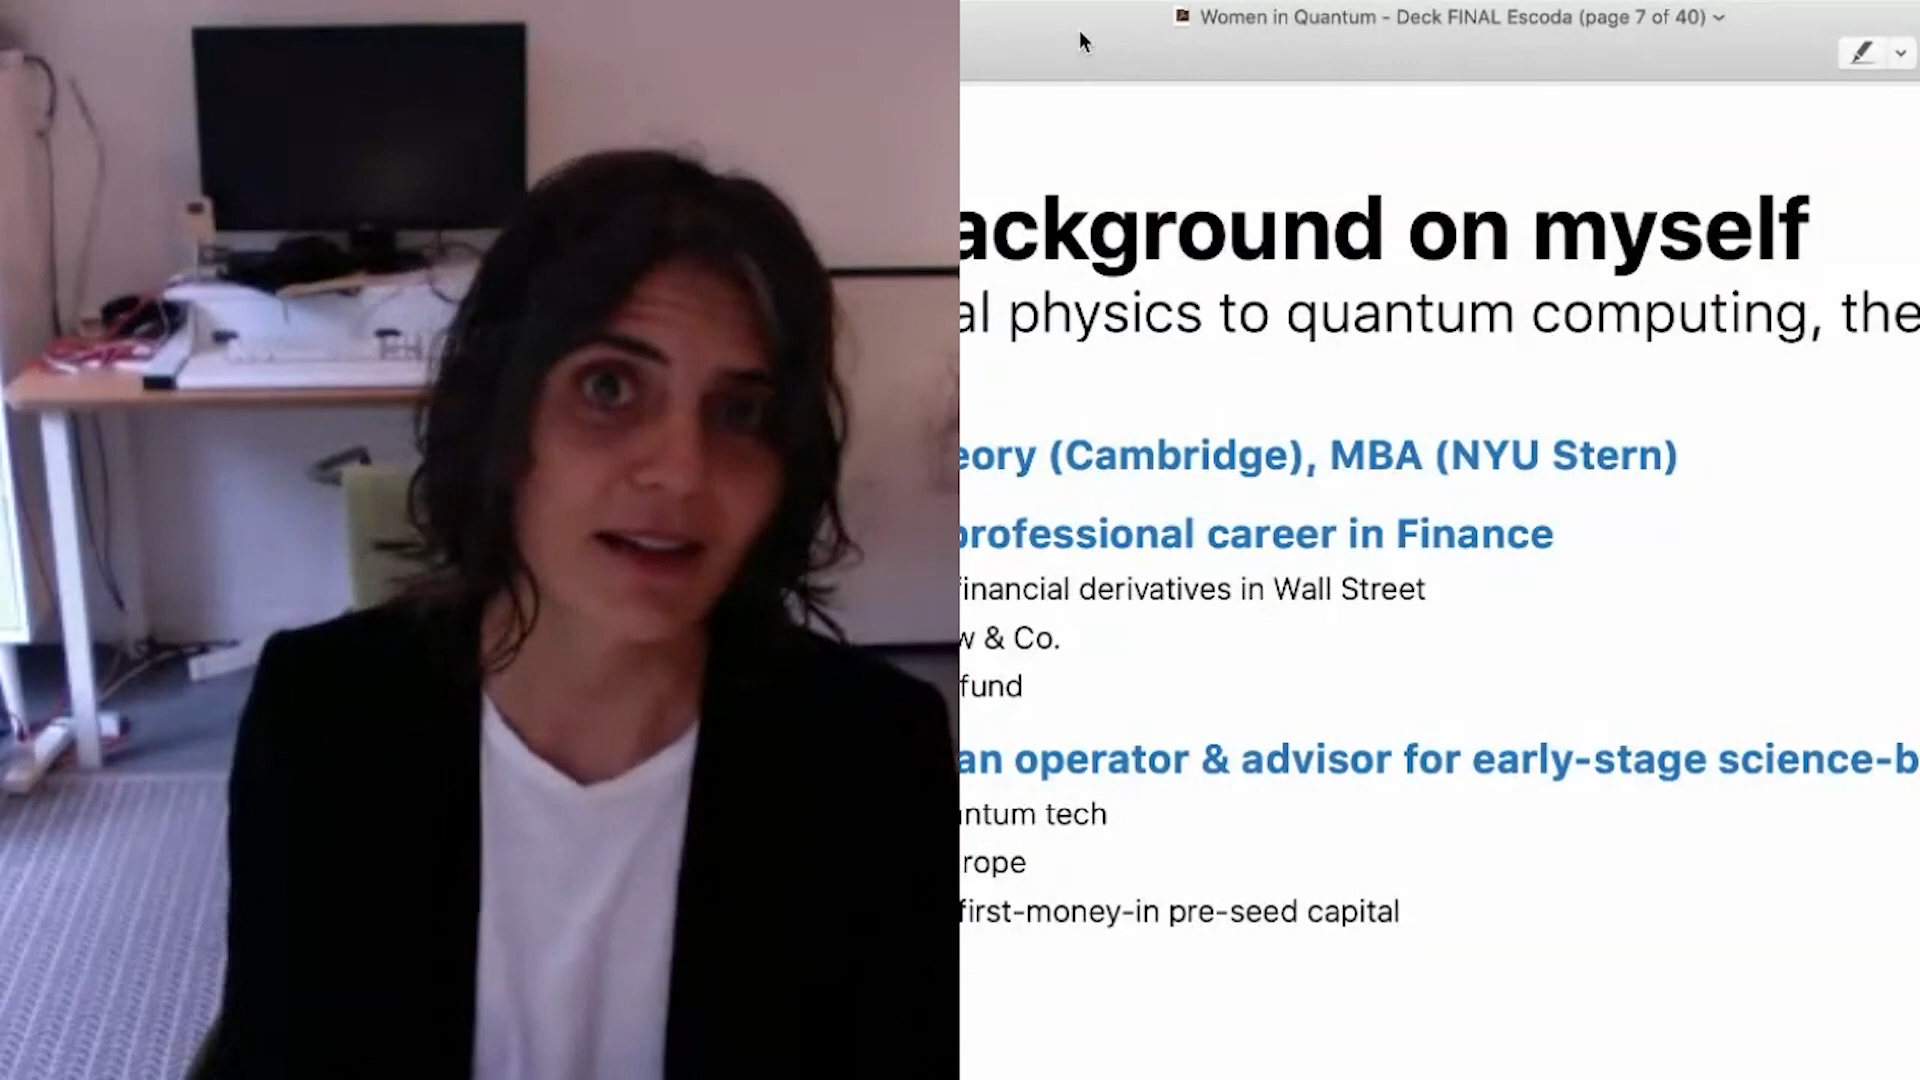 Women in Quantum - Deck FINAL Escoda (page 7 of 40)
ackground on myself
al physics to quantum computing, the
eory (Cambridge), MBA (NYU Stern)
professional career in Finance
financial derivatives in Wall Street
w & Co.
fund
an operator & advisor for early-stage science-b
antum tech
rope
first-money-in pre-seed capital